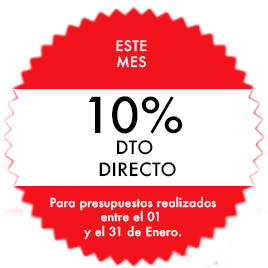 ESTE
MES
10%
DTO
DIRECTO
Para presupuestos realizados
entre el 01
y el 31 de Enero.